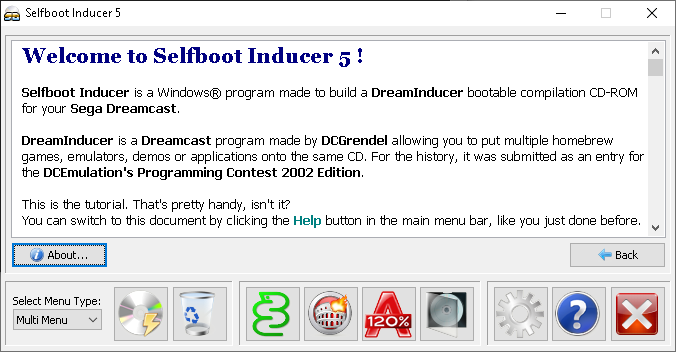 Selfboot Inducer 5
Welcome to Selfboot Inducer 5 !
Selfboot Inducer is a Windows® program made to build a DreamInducer bootable compilation CD-ROM
for your Sega Dreamcast.
DreamInducer is a Dreamcast program made by DCGrendel allowing you to put multiple homebrew
games, emulators, demos or applications onto the same CD. For the history, it was submitted as an entry for
the DCEmulation's Programming Contest 2002 Edition.
This is the tutorial. That's pretty handy, isn't it?
You can switch to this document by clicking the Help button in the main menu bar, like you just done before.
About...
Back
Select Menu Type:
Multi Menu
120%